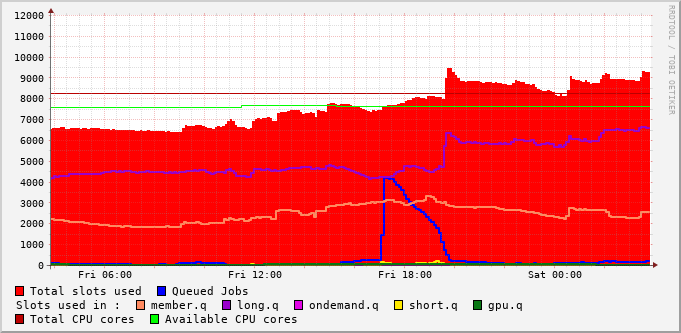 12000
11000
10000
9000
8000
7000
6000
5000
4000
3000
2000
1000
0
Fri 06:00 Fri 12:00 Fri 18:00 Sat 00:00
Total slots used Queued Jobs
Slots used in : member.q long.q ondemand.q short.q gpu.q
Total CPU cores Available CPU cores
RRDTOOL / TOBI OETIKER